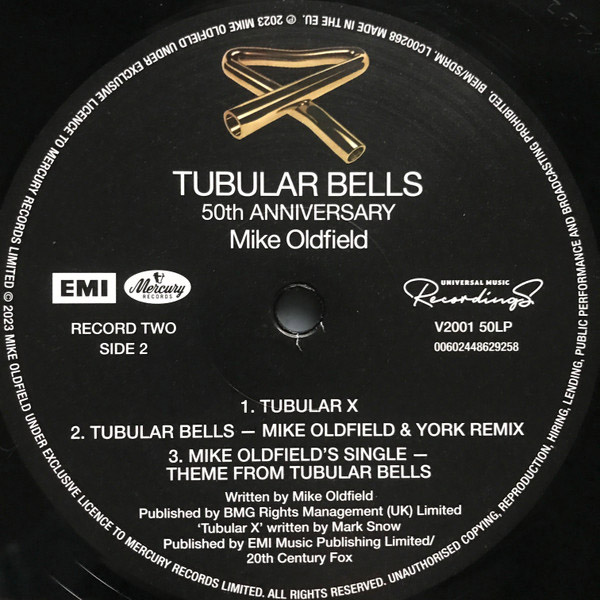 TUBULAR BELLS
50th ANNIVERSARY
Mike Oldfield
EMI
Mercury
RECORDS
UNIVERSAL MUSIC
Recordings
RECORD TWO
SIDE 2
V2001 50LP
00602448629258
1. TUBULAR X
2. TUBULAR BELLS — MIKE OLDFIELD & YORK REMIX
3. MIKE OLDFIELD'S SINGLE —
THEME FROM TUBULAR BELLS
Written by Mike Oldfield
Published by BMG Rights Management (UK) Limited
‘Tubular X’ written by Mark Snow
Published by EMI Music Publishing Limited/
20th Century Fox
℗ 2023 MIKE OLDFIELD UNDER EXCLUSIVE LICENCE TO MERCURY RECORDS LIMITED © 2023 MIKE OLDFIELD UNDER EXCLUSIVE LICENCE TO MERCURY RECORDS LIMITED. ALL RIGHTS RESERVED. UNAUTHORISED COPYING, REPRODUCTION, HIRING, LENDING, PUBLIC PERFORMANCE AND BROADCASTING PROHIBITED. BIEM/SDRM. LC00268 MADE IN THE EU.